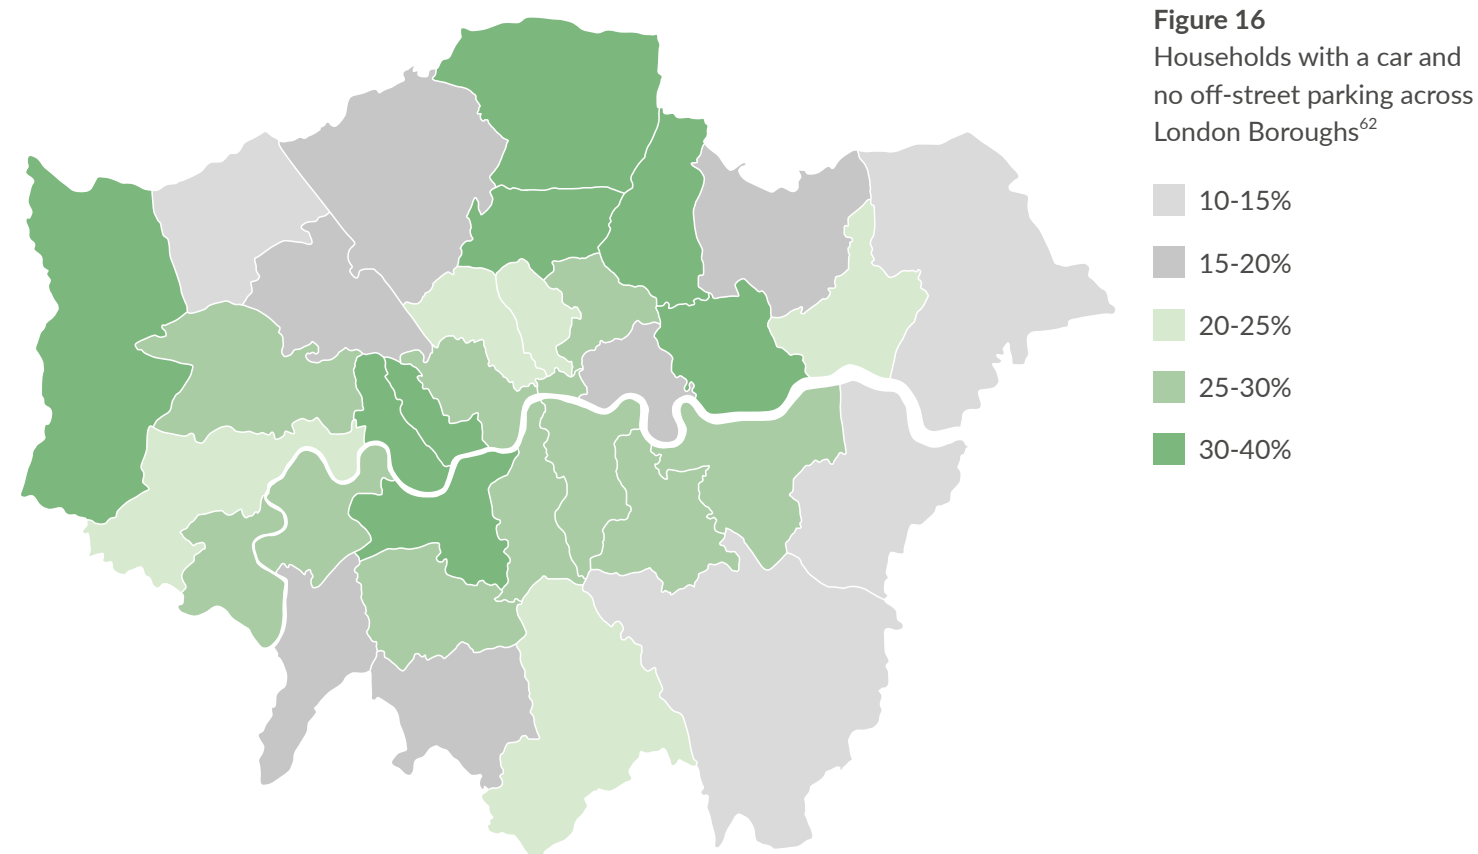 Figure 16
Households with a car and
no off-street parking across
London Boroughs62
10-15%
15-20%
20-25%
25-30%
30-40%